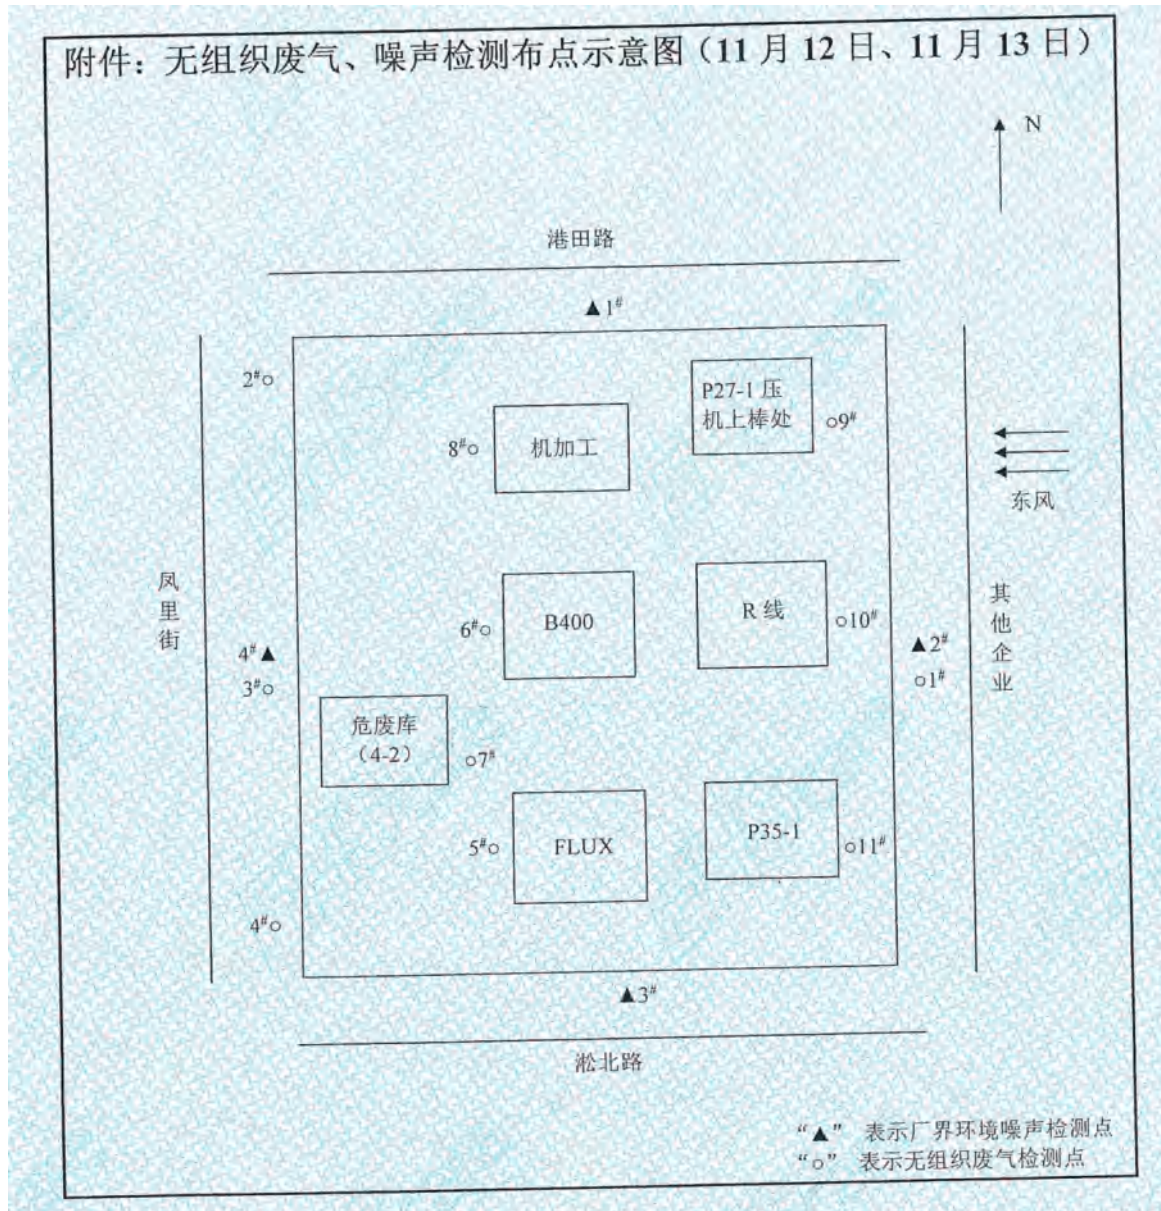 附件：无组织废气、噪声检测布点示意图（11月12日、11月13日）
N
港田路
▲1#
2#○
P27-1压
机上棒处
○9#
8#○
机加工
东风
凤里街
B400
6#○
R线
○10#
其他企业
4#▲
▲2#
3#○
○1#
危废库
（4-2）
○7#
5#○
FLUX
P35-1
○11#
4#○
▲3#
淞北路
“▲” 表示厂界环境噪声检测点
“○” 表示无组织废气检测点